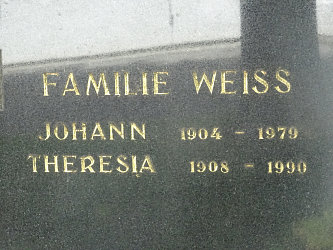 FAMILIE WEISS
JOHANN 1904 - 1979
THERESIA 1908 - 1990